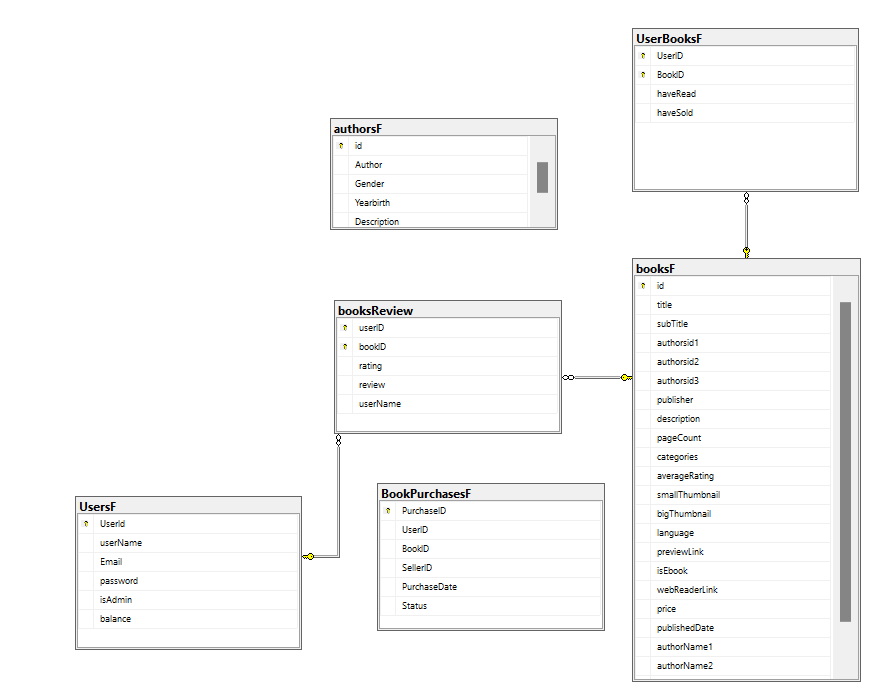 UserBooksF
UserID
BookID
haveRead
haveSold
authorsF
id
Author
Gender
Yearbirth
Description
booksF
id
title
subTitle
authorsid1
authorsid2
authorsid3
publisher
description
pageCount
categories
averageRating
smallThumbnail
bigThumbnail
language
previewLink
isEbook
webReaderLink
price
publishedDate
authorName1
authorName2
booksReview
userID
bookID
rating
review
userName
BookPurchasesF
PurchaseID
UserID
BookID
SellerID
PurchaseDate
Status
UsersF
UserId
userName
Email
password
isAdmin
balance